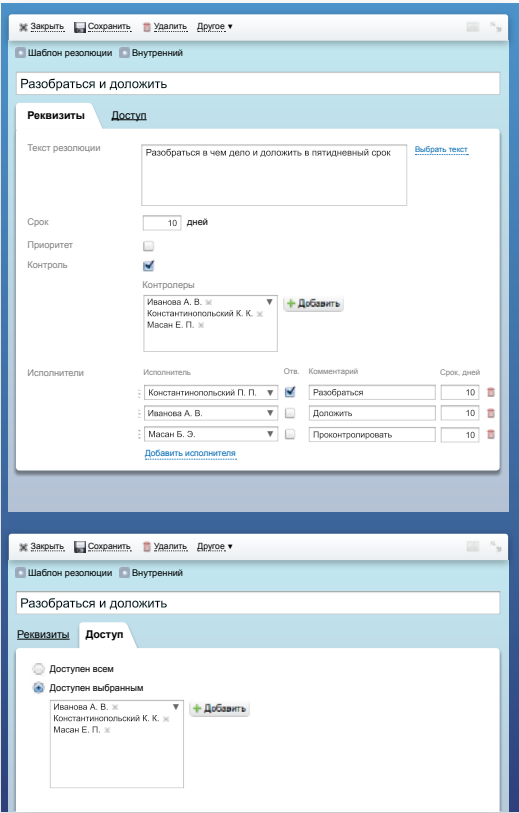 Закрыть Сохранить Удалить Другое ▼
Шаблон резолюции Внутренний
Разобраться и доложить
Реквизиты Доступ
Текст резолюции Разобраться в чем дело и доложить в пятидневный срок Выбрать текст
Срок 10 дней
Приоритет
Контроль
Контролеры
Иванова А. В.
Константинопольский К. К.
Масан Е. П.
Добавить
Исполнители Исполнитель Отв. Комментарий Срок, дней
Константинопольский П. П. Разобраться 10
Иванова А. В. Доложить 10
Масан Б. Э. Проконтролировать 10
Добавить исполнителя
Закрыть Сохранить Удалить Другое ▼
Шаблон резолюции Внутренний
Разобраться и доложить
Реквизиты Доступ
Доступен всем
Доступен выбранным
Иванова А. В.
Константинопольский К. К.
Масан Е. П.
Добавить